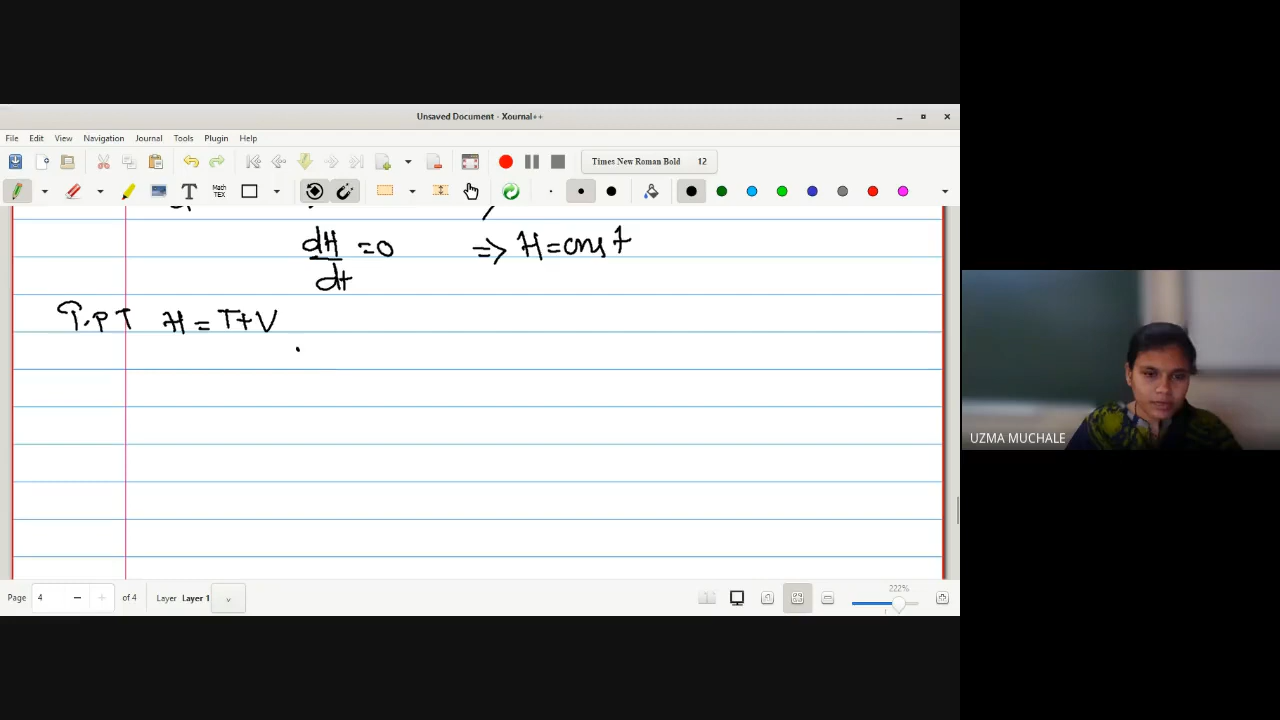 Unsaved Document - Xournal++
File Edit View Navigation Journal Tools Plugin Help
Times New Roman Bold 12
dH/dt = 0 => H = const
T.P.T H = T+V
UZMA MUCHALE
Page 4 of 4 Layer Layer 1 222%